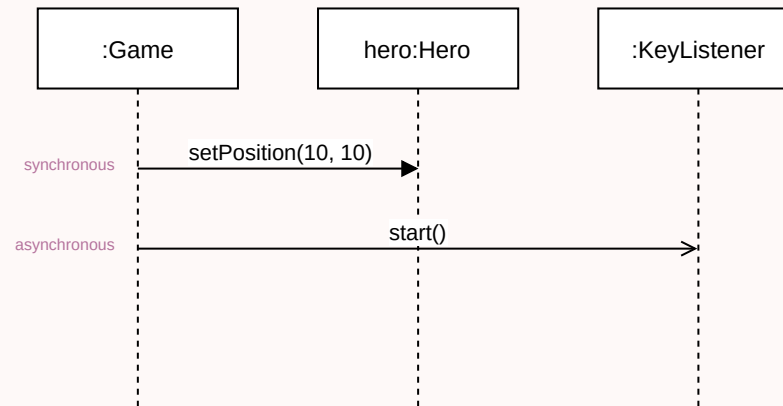 :Game
hero:Hero
:KeyListener
setPosition(10, 10)
synchronous
start()
asynchronous